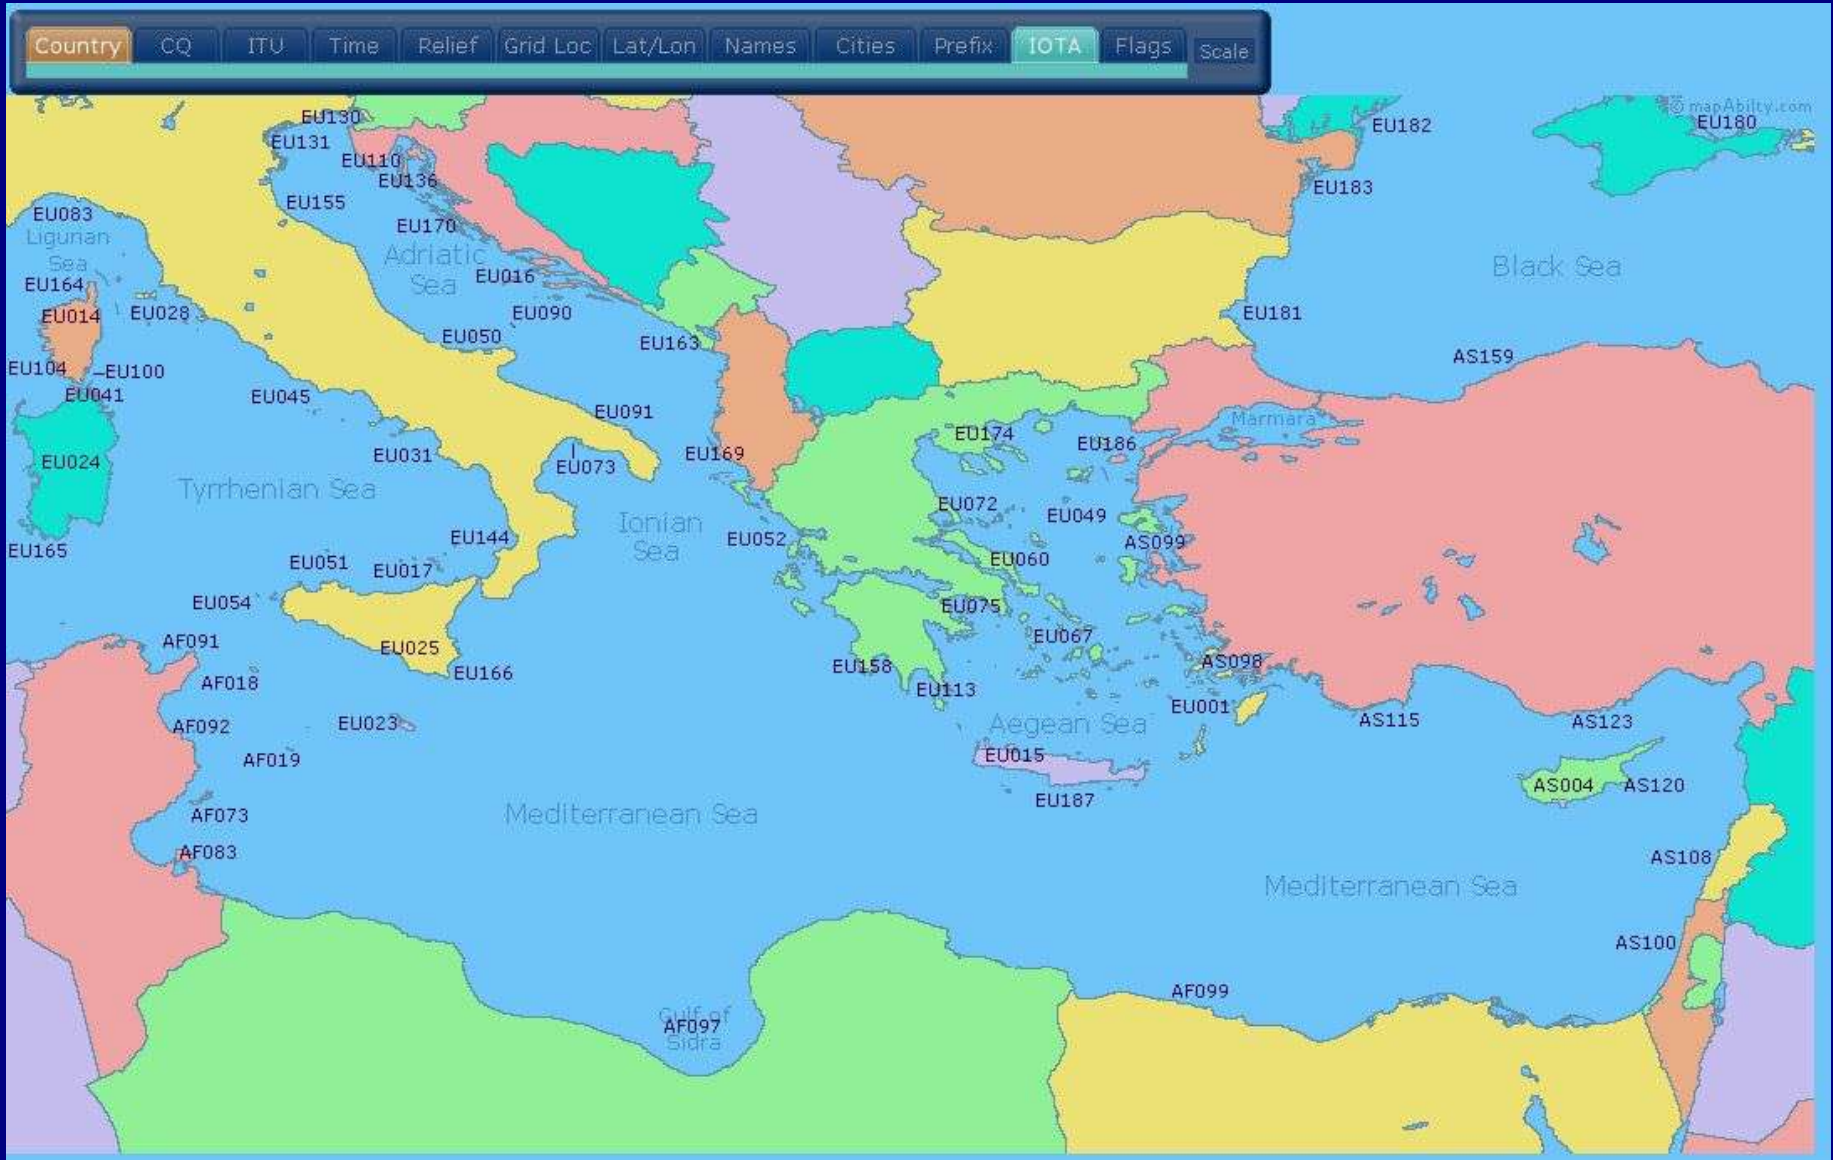 Country CQ ITU Time Relief Grid Loc Lat/Lon Names Cities Prefix IOTA Flags Scale
© mapAbilty.com
EU130
EU180
EU182
EU131
EU110
EU136
EU183
EU155
EU083
EU170
Ligurian
Sea
Adriatic
Sea
Black Sea
EU016
EU164
EU014
EU028
EU090
EU181
EU050
EU163
AS159
EU104
EU100
EU041
EU045
EU091
Marmara
EU174
EU186
EU031
EU169
EU024
EU073
Tyrrhenian Sea
EU072
EU049
Ionian
Sea
EU144
EU052
AS099
EU165
EU051
EU017
EU060
EU054
EU075
AF091
EU067
EU025
AS098
EU158
EU166
AF018
EU113
EU001
AF092
EU023
Aegean Sea
AS115
AS123
AF019
EU015
AS004
AS120
EU187
AF073
Mediterranean Sea
AF083
AS108
Mediterranean Sea
AS100
AF099
Gulf of
AF097
Sidra